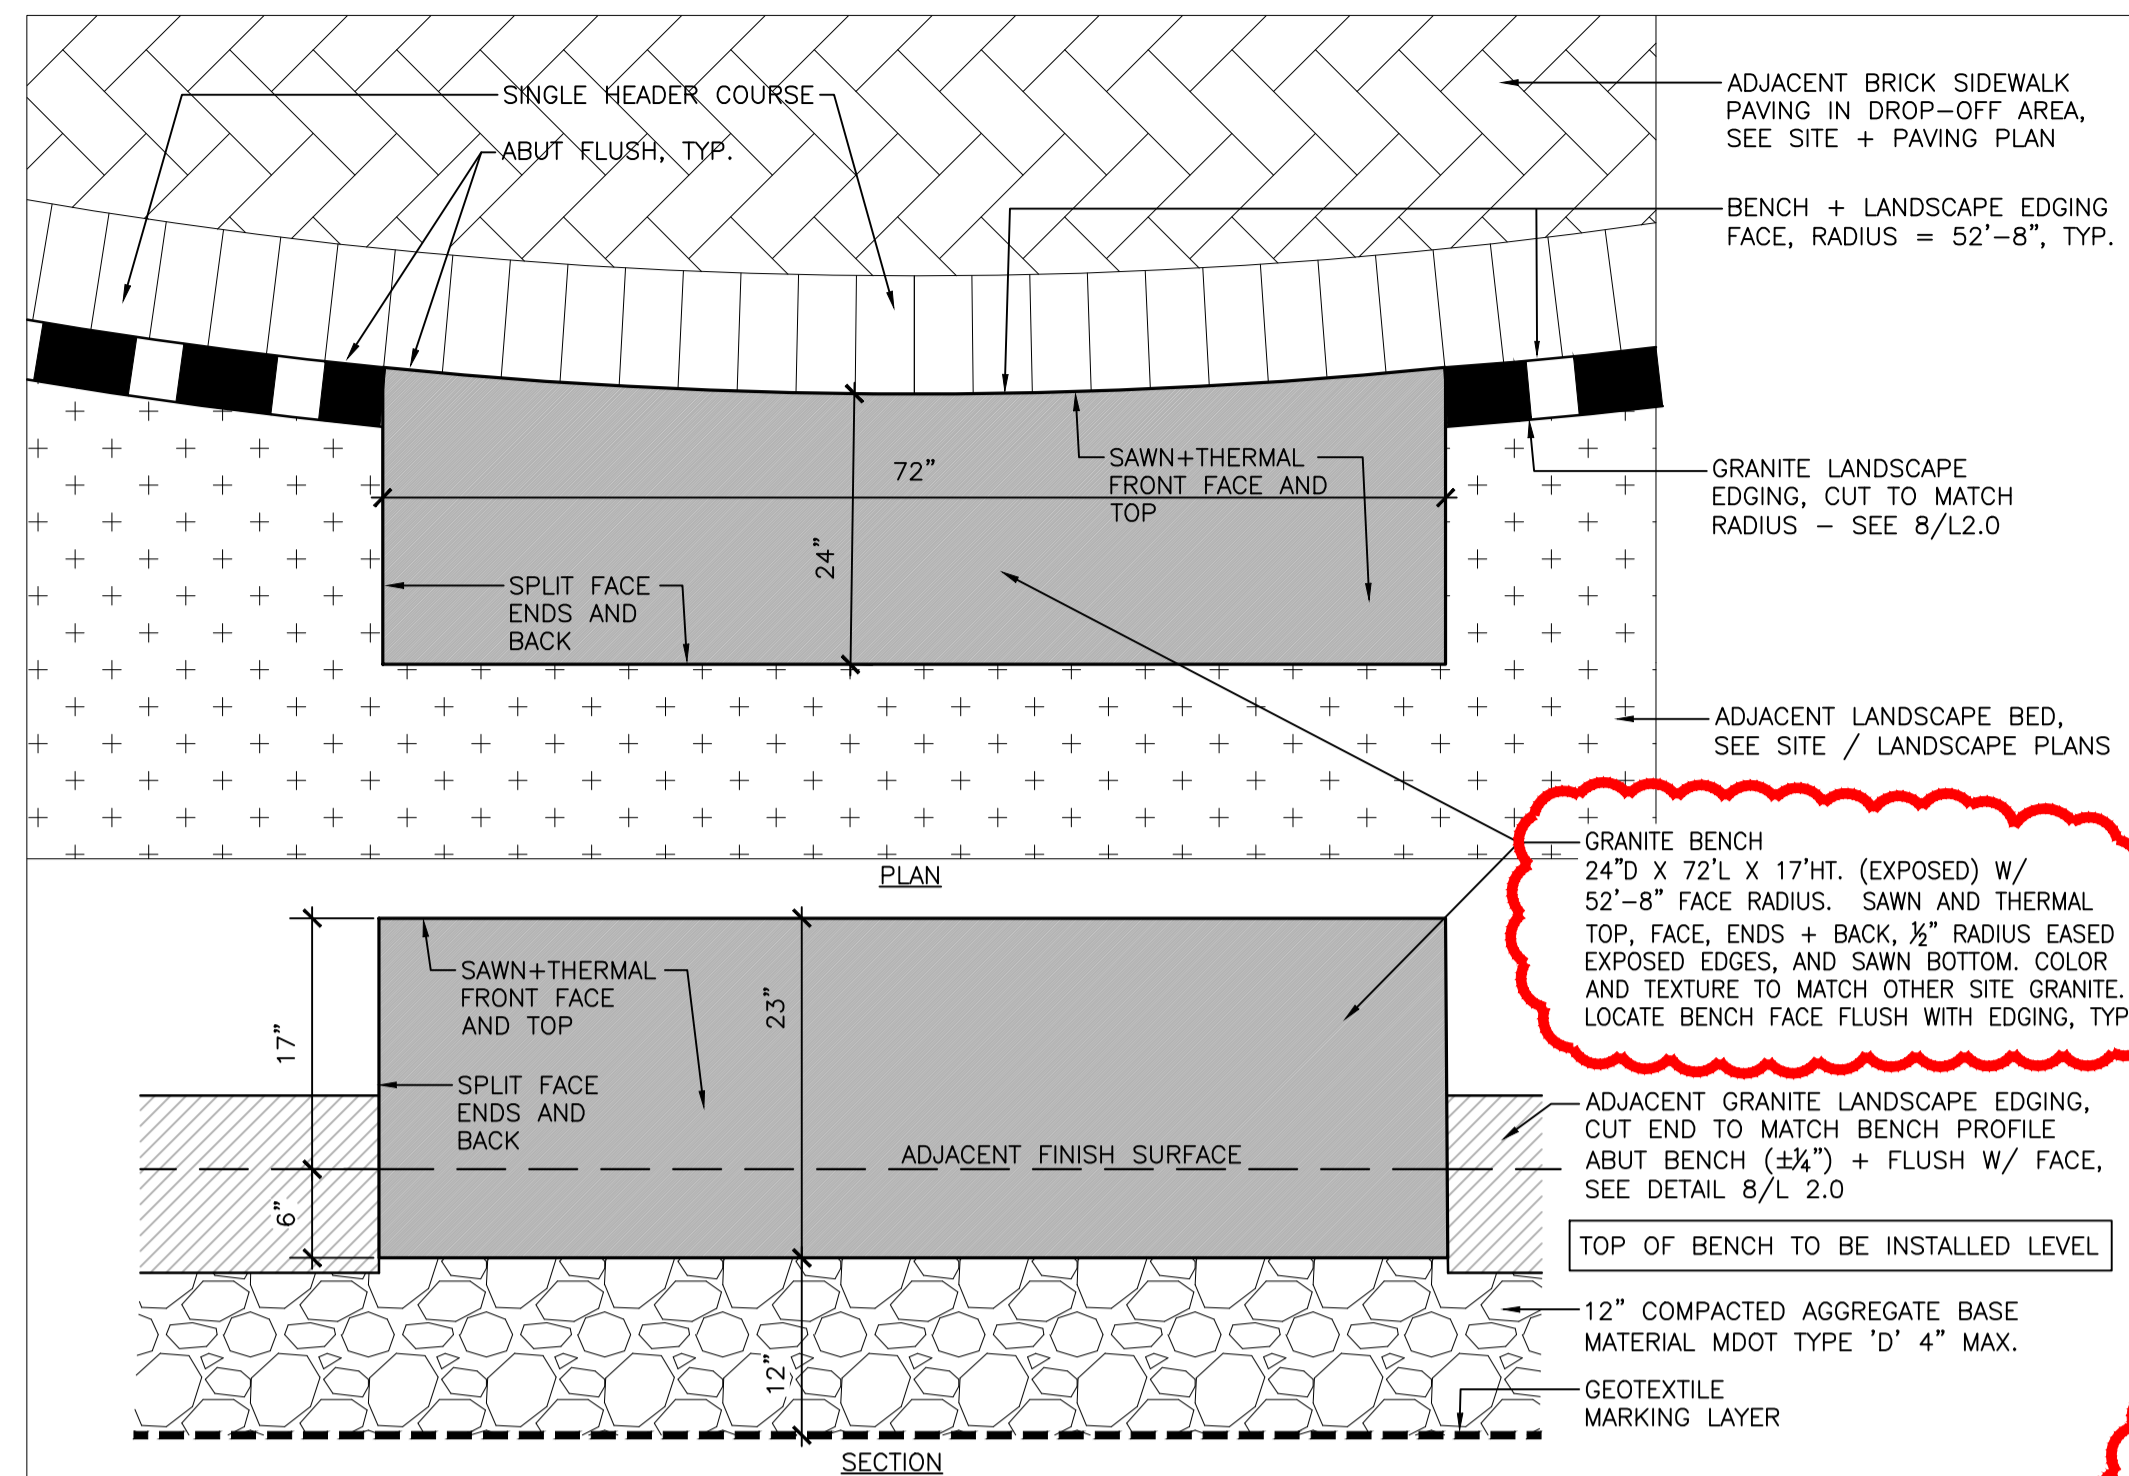 SINGLE HEADER COURSE
ABUT FLUSH, TYP.
ADJACENT BRICK SIDEWALK
PAVING IN DROP-OFF AREA,
SEE SITE + PAVING PLAN
BENCH + LANDSCAPE EDGING
FACE, RADIUS = 52'-8", TYP.
72"
24"
SAWN+THERMAL
FRONT FACE AND
TOP
SPLIT FACE
ENDS AND
BACK
GRANITE LANDSCAPE
EDGING, CUT TO MATCH
RADIUS - SEE 8/L2.0
ADJACENT LANDSCAPE BED,
SEE SITE / LANDSCAPE PLANS
PLAN
GRANITE BENCH
24"D X 72'L X 17'HT. (EXPOSED) W/
52'-8" FACE RADIUS. SAWN AND THERMAL
TOP, FACE, ENDS + BACK, ½" RADIUS EASED
EXPOSED EDGES, AND SAWN BOTTOM. COLOR
AND TEXTURE TO MATCH OTHER SITE GRANITE.
LOCATE BENCH FACE FLUSH WITH EDGING, TYP
17"
6"
SAWN+THERMAL
FRONT FACE
AND TOP
SPLIT FACE
ENDS AND
BACK
23"
ADJACENT FINISH SURFACE
12"
ADJACENT GRANITE LANDSCAPE EDGING,
CUT END TO MATCH BENCH PROFILE
ABUT BENCH (±¼") + FLUSH W/ FACE,
SEE DETAIL 8/L 2.0
TOP OF BENCH TO BE INSTALLED LEVEL
12" COMPACTED AGGREGATE BASE
MATERIAL MDOT TYPE 'D' 4" MAX.
GEOTEXTILE
MARKING LAYER
SECTION